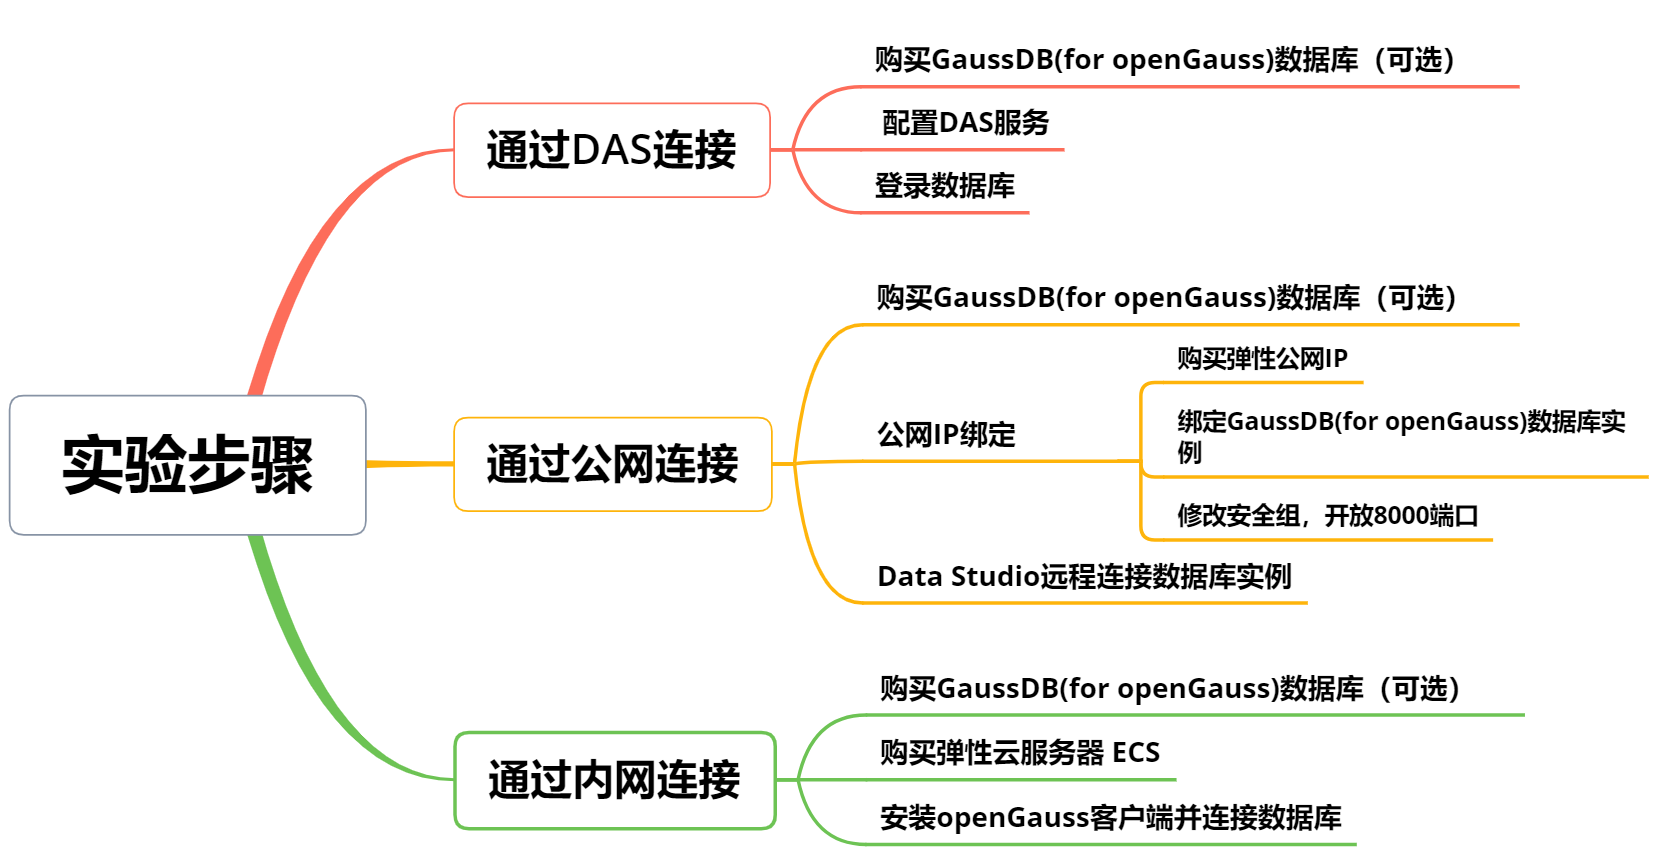 实验步骤
通过DAS连接
购买GaussDB(for openGauss)数据库（可选）
配置DAS服务
登录数据库
通过公网连接
购买GaussDB(for openGauss)数据库（可选）
公网IP绑定
购买弹性公网IP
绑定GaussDB(for openGauss)数据库实
例
修改安全组，开放8000端口
Data Studio远程连接数据库实例
通过内网连接
购买GaussDB(for openGauss)数据库（可选）
购买弹性云服务器 ECS
安装openGauss客户端并连接数据库